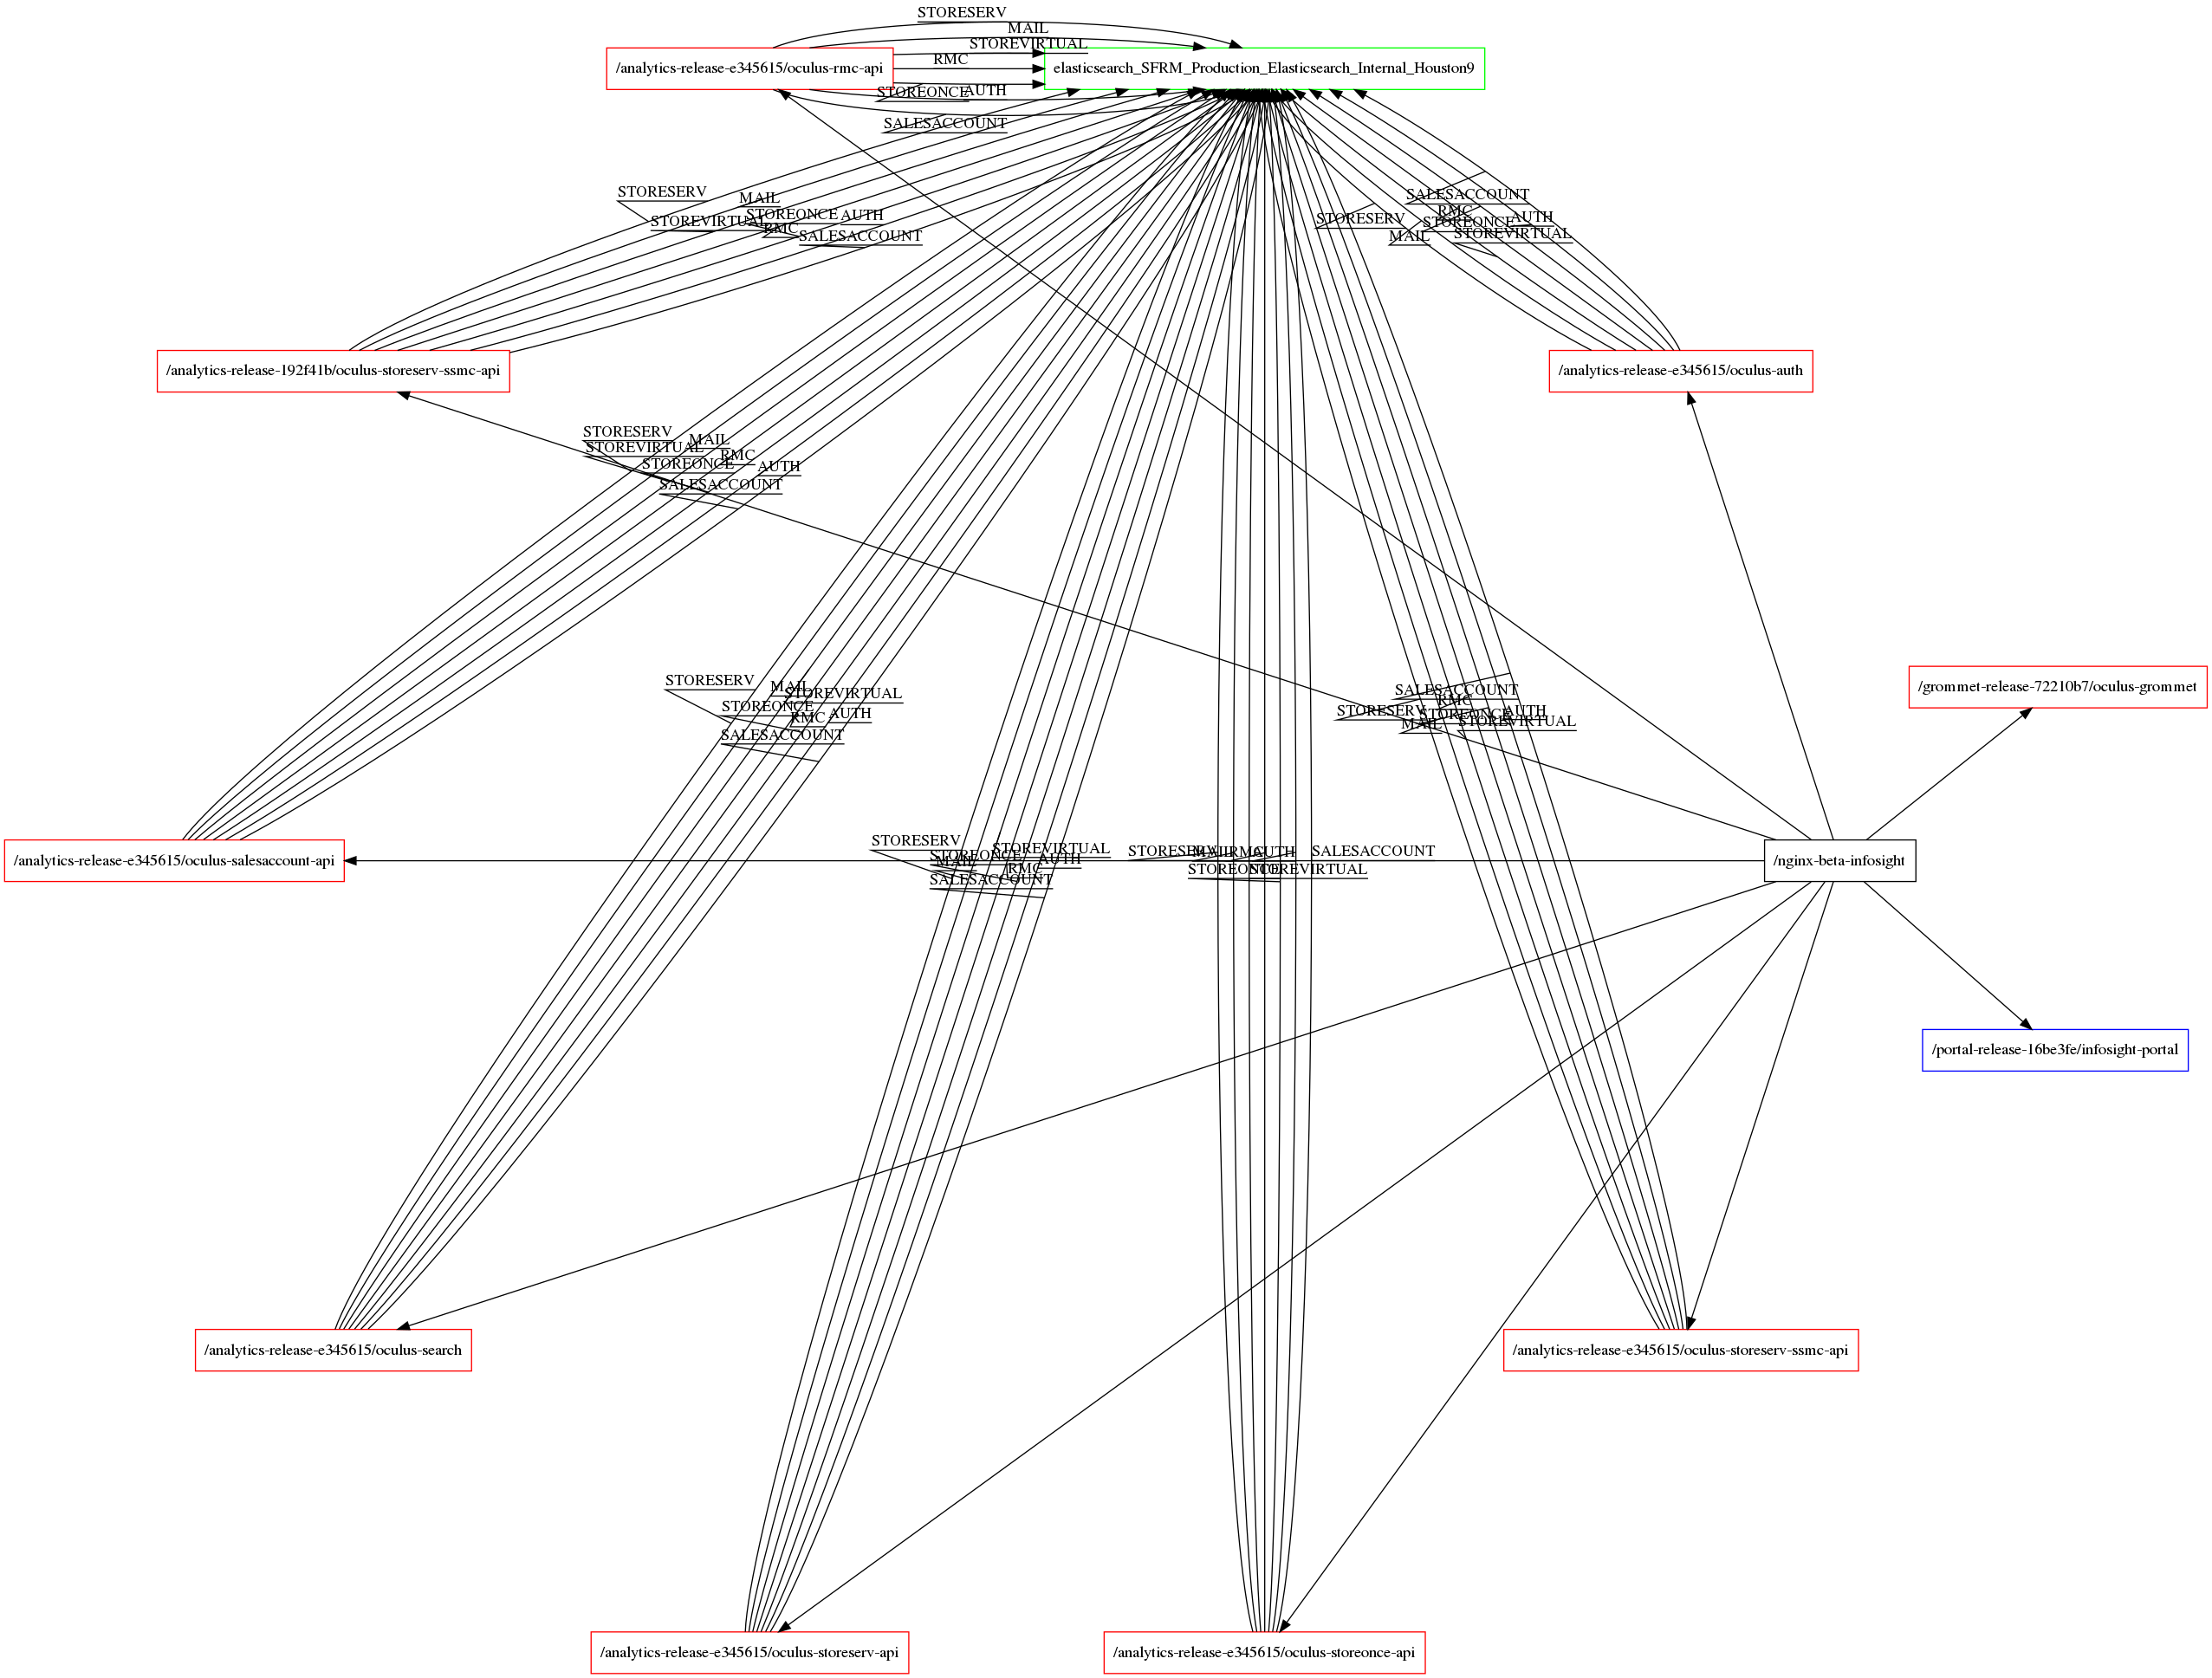 STORESERV
MAIL
STOREVIRTUAL
RMC
/analytics-release-e345615/oculus-rmc-api
elasticsearch_SFRM_Production_Elasticsearch_Internal_Houston9
STOREONCE
AUTH
SALESACCOUNT
STORESERV
MAIL
STOREVIRTUAL
STOREONCE
AUTH
RMC
SALESACCOUNT
SALESACCOUNT
STORESERV
RMC
STOREONCE
AUTH
MAIL
STOREVIRTUAL
/analytics-release-192f41b/oculus-storeserv-ssmc-api
/analytics-release-e345615/oculus-auth
STORESERV
MAIL
STOREVIRTUAL
RMC
STOREONCE
AUTH
SALESACCOUNT
STORESERV
MAIL
STOREVIRTUAL
STOREONCE
RMC
AUTH
SALESACCOUNT
SALESACCOUNT
RMC
STORESERV
STOREONCE
AUTH
MAIL
STOREVIRTUAL
/grommet-release-72210b7/oculus-grommet
/analytics-release-e345615/oculus-salesaccount-api
STORESERV
STOREVIRTUAL
STOREONCE
MAIL
AUTH
RMC
SALESACCOUNT
STORESERV
MAIL
RMC
AUTH
SALESACCOUNT
STOREONCE
STOREVIRTUAL
/nginx-beta-infosight
/portal-release-16be3fe/infosight-portal
/analytics-release-e345615/oculus-search
/analytics-release-e345615/oculus-storeserv-ssmc-api
/analytics-release-e345615/oculus-storeserv-api
/analytics-release-e345615/oculus-storeonce-api